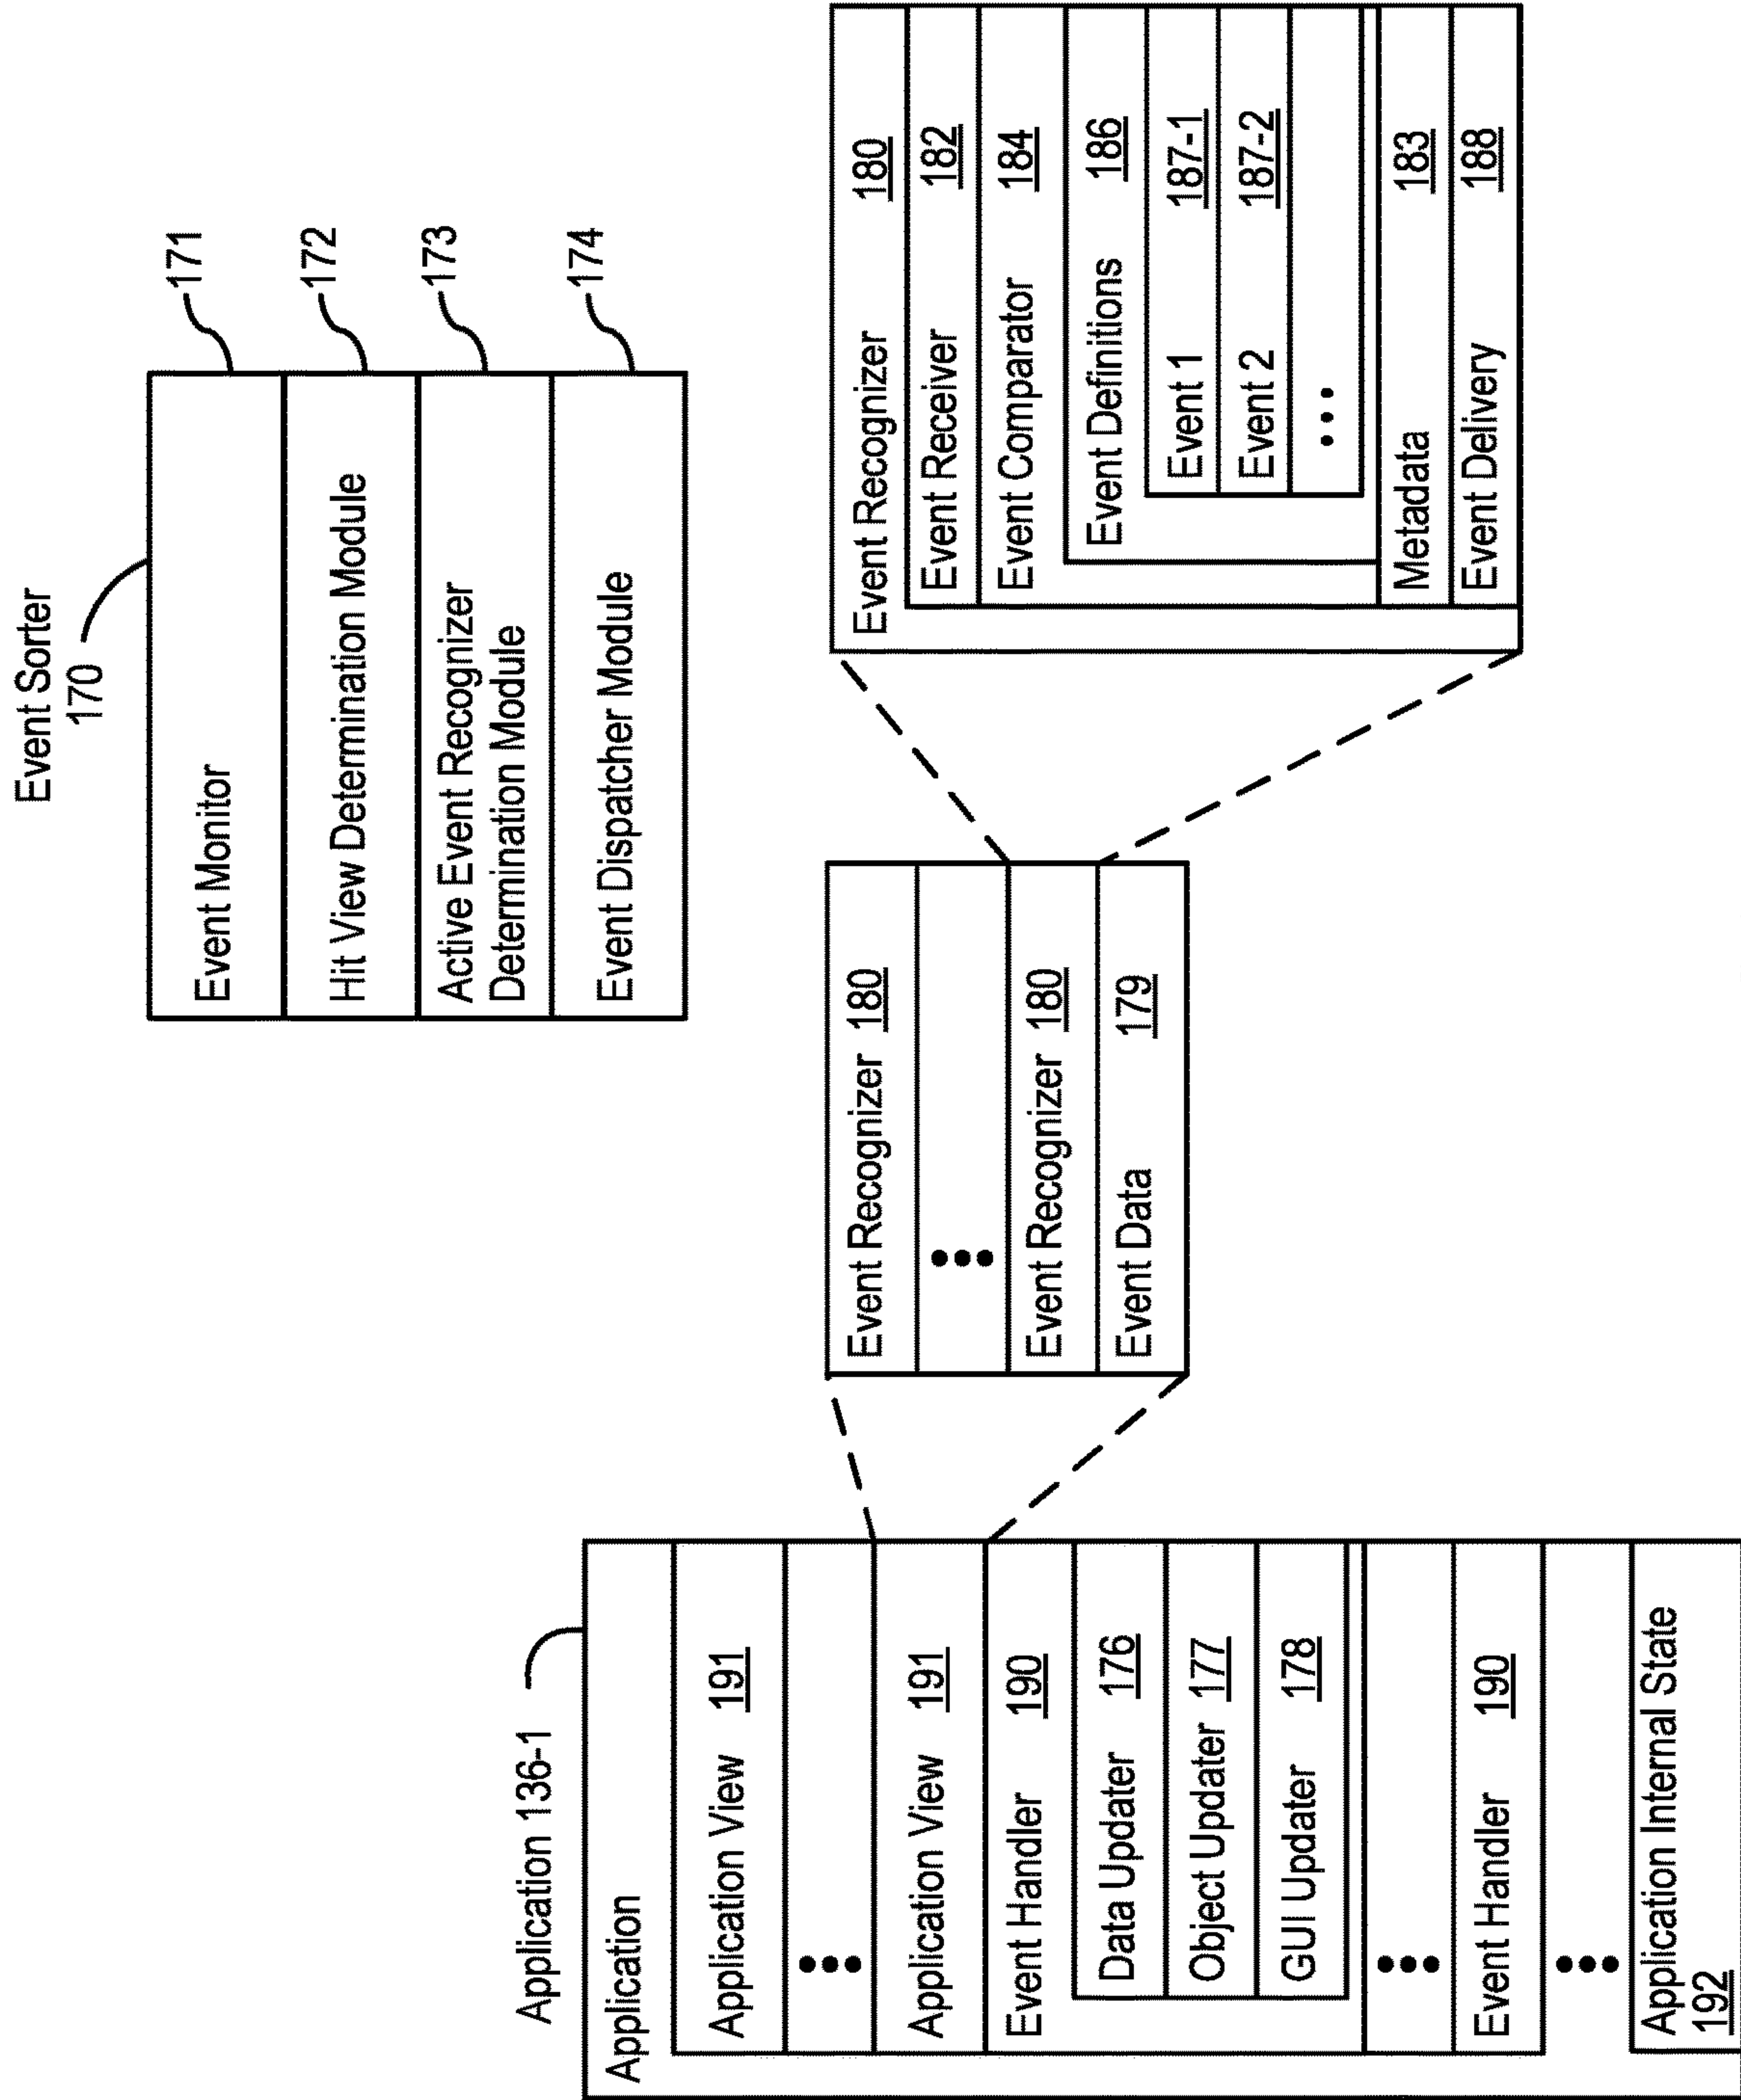 Event Sorter
170
Event Monitor
171
Hit View Determination Module
172
Active Event Recognizer
Determination Module
173
Event Dispatcher Module
174
Application 136-1
Application
Application View 191
•••
Application View 191
Event Handler 190
Data Updater 176
Object Updater 177
GUI Updater 178
•••
Event Handler 190
•••
Application Internal State
192
Event Recognizer 180
•••
Event Recognizer 180
Event Data 179
Event Recognizer 180
Event Receiver 182
Event Comparator 184
Event Definitions 186
Event 1 187-1
Event 2 187-2
•••
Metadata 183
Event Delivery 188